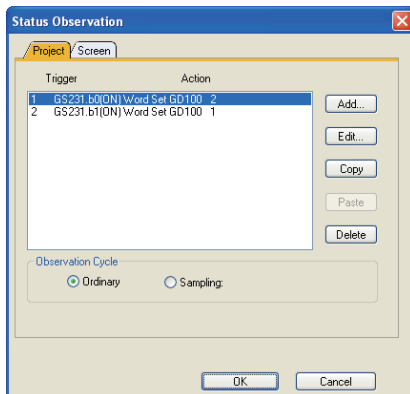 Status Observation
Project Screen
Trigger Action
1 GS231.b0(ON) Word Set GD100 2
2 GS231.b1(ON) Word Set GD100 1
Add...
Edit...
Copy
Paste
Delete
Observation Cycle
Ordinary Sampling:
OK Cancel